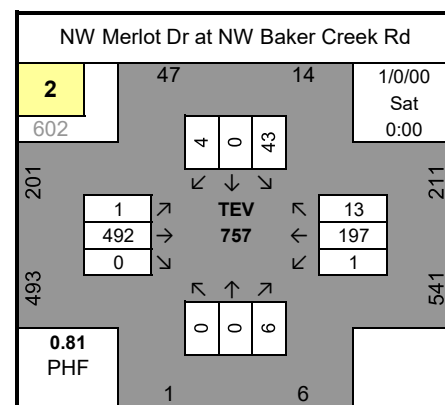 NW Merlot Dr at NW Baker Creek Rd
2
602
47
14
1/0/00
Sat
0:00
4 0 43
↙ ↓ ↘
201
211
1 ↗ TEV ↖ 13
492 → 757 ← 197
0 ↘ ↙ 1
↖ ↑ ↗
493
541
0 0 6
0.81
PHF
1
6